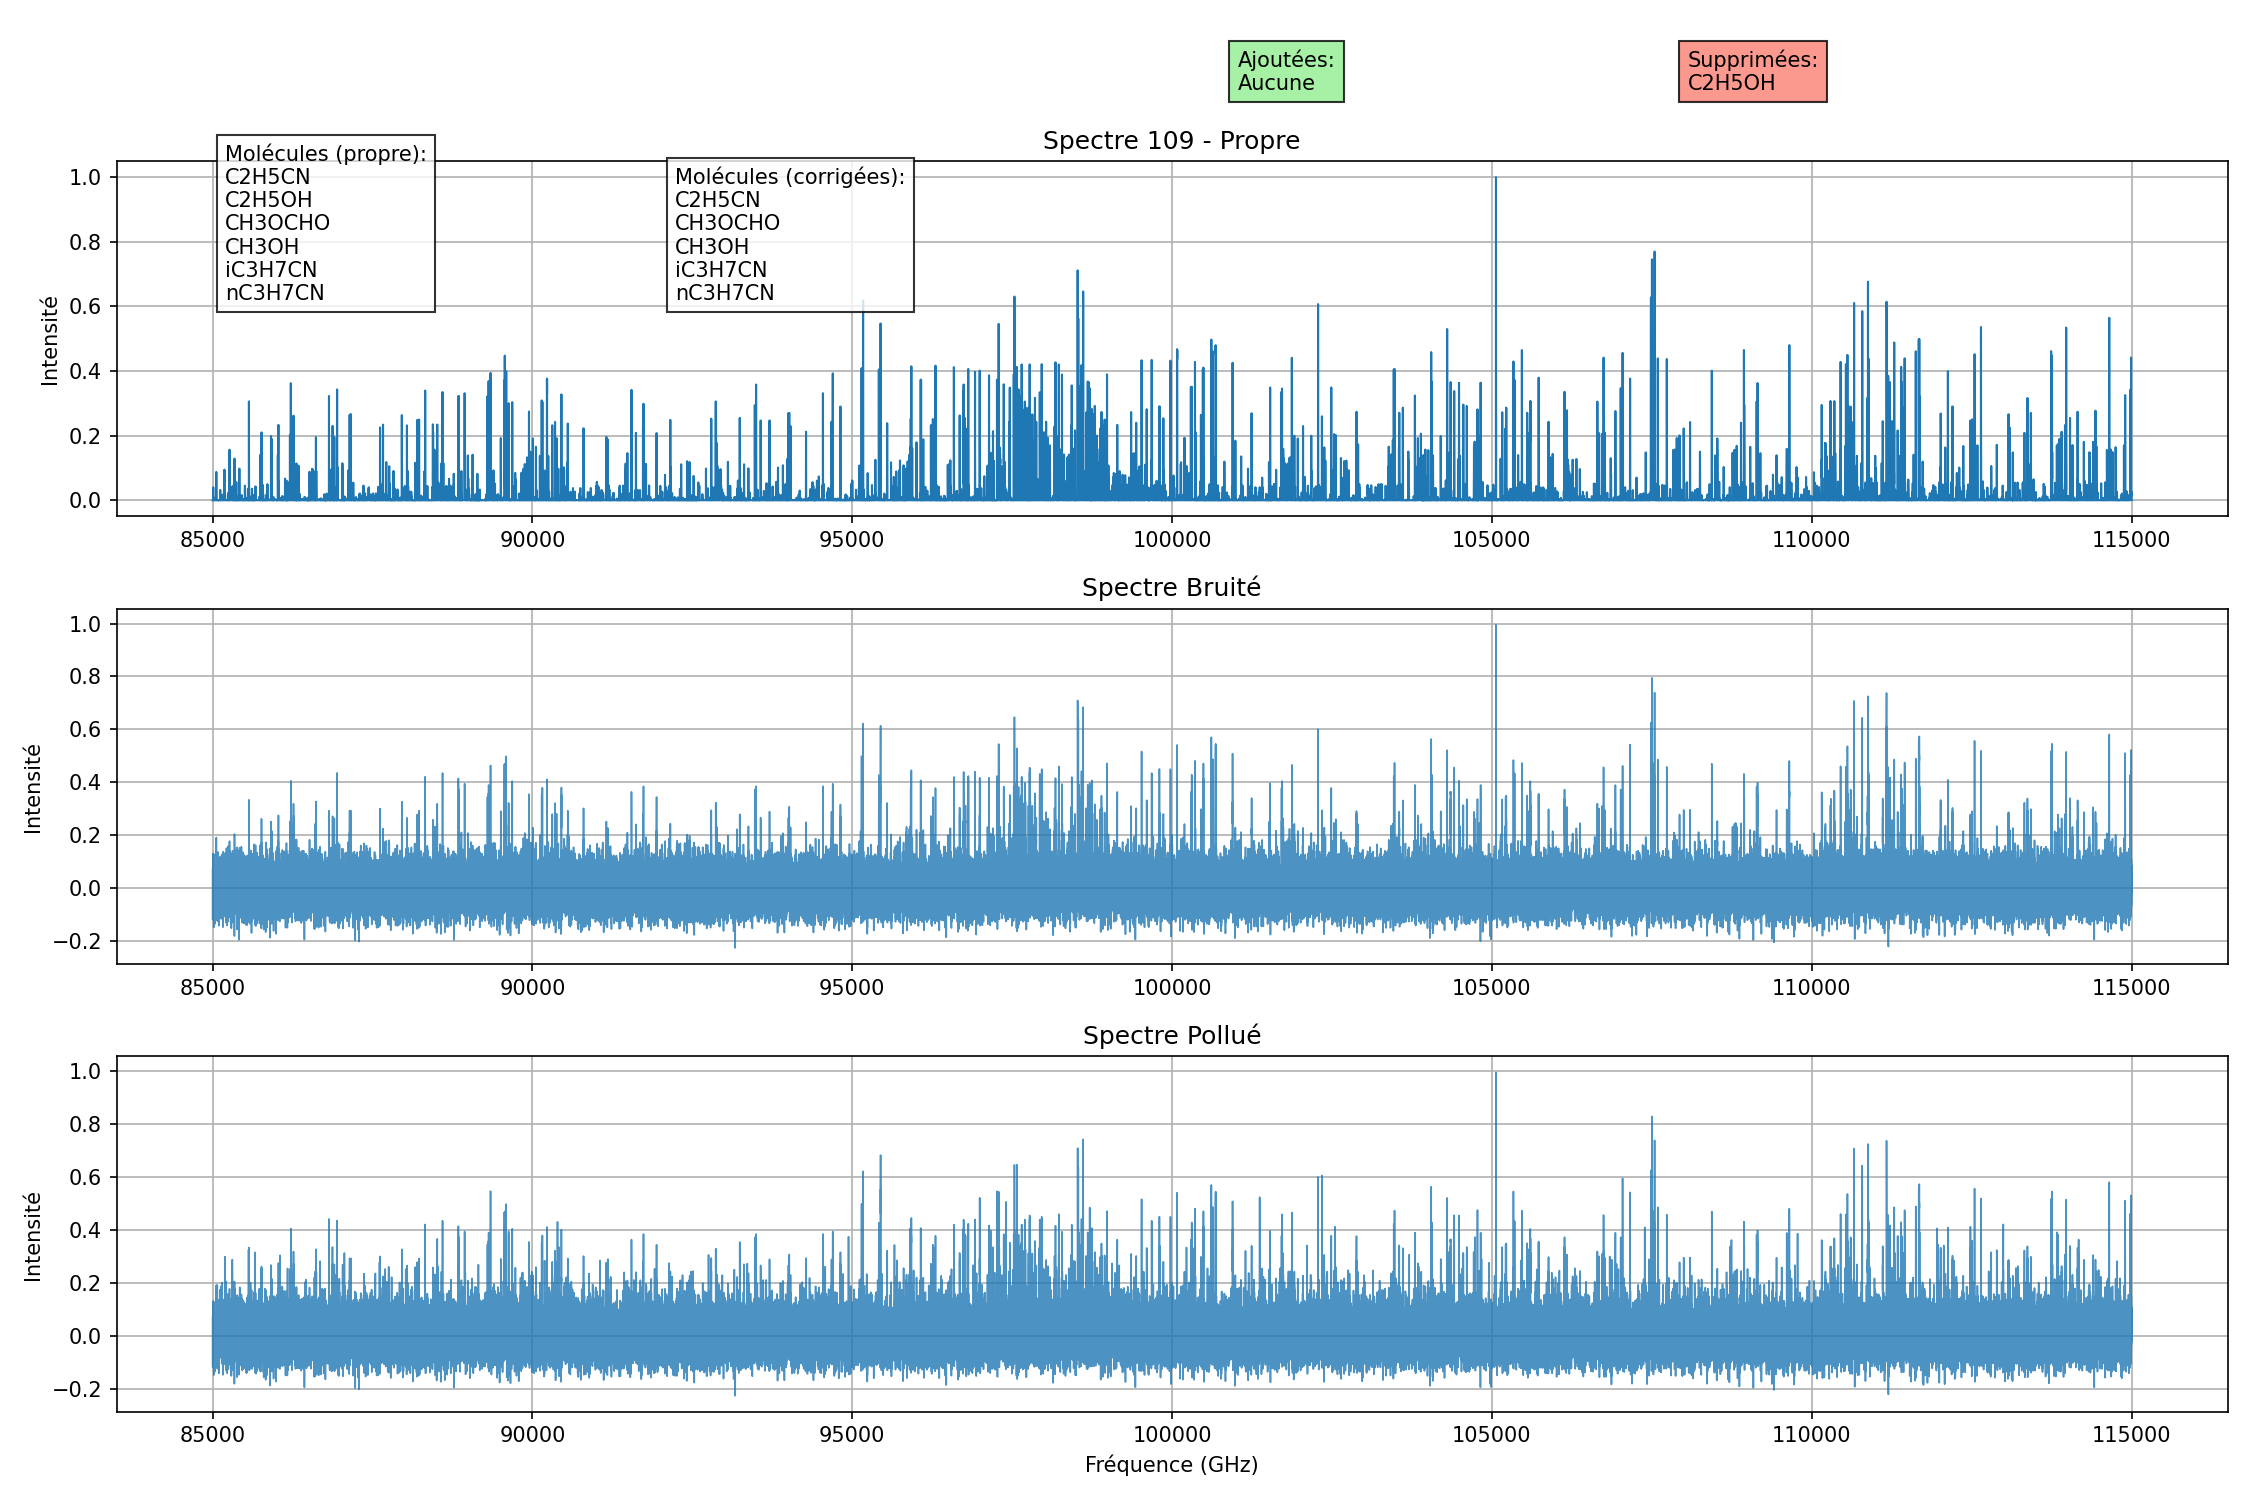 Ajoutées:
Aucune
Supprimées:
C2H5OH
Spectre 109 - Propre
Molécules (propre):
C2H5CN
C2H5OH
CH3OCHO
CH3OH
iC3H7CN
nC3H7CN
Molécules (corrigées):
C2H5CN
CH3OCHO
CH3OH
iC3H7CN
nC3H7CN
Intensité
1.0
0.8
0.6
0.4
0.2
0.0
85000 90000 95000 100000 105000 110000 115000
Spectre Bruité
Intensité
1.0
0.8
0.6
0.4
0.2
0.0
−0.2
85000 90000 95000 100000 105000 110000 115000
Spectre Pollué
Intensité
1.0
0.8
0.6
0.4
0.2
0.0
−0.2
85000 90000 95000 100000 105000 110000 115000
Fréquence (GHz)